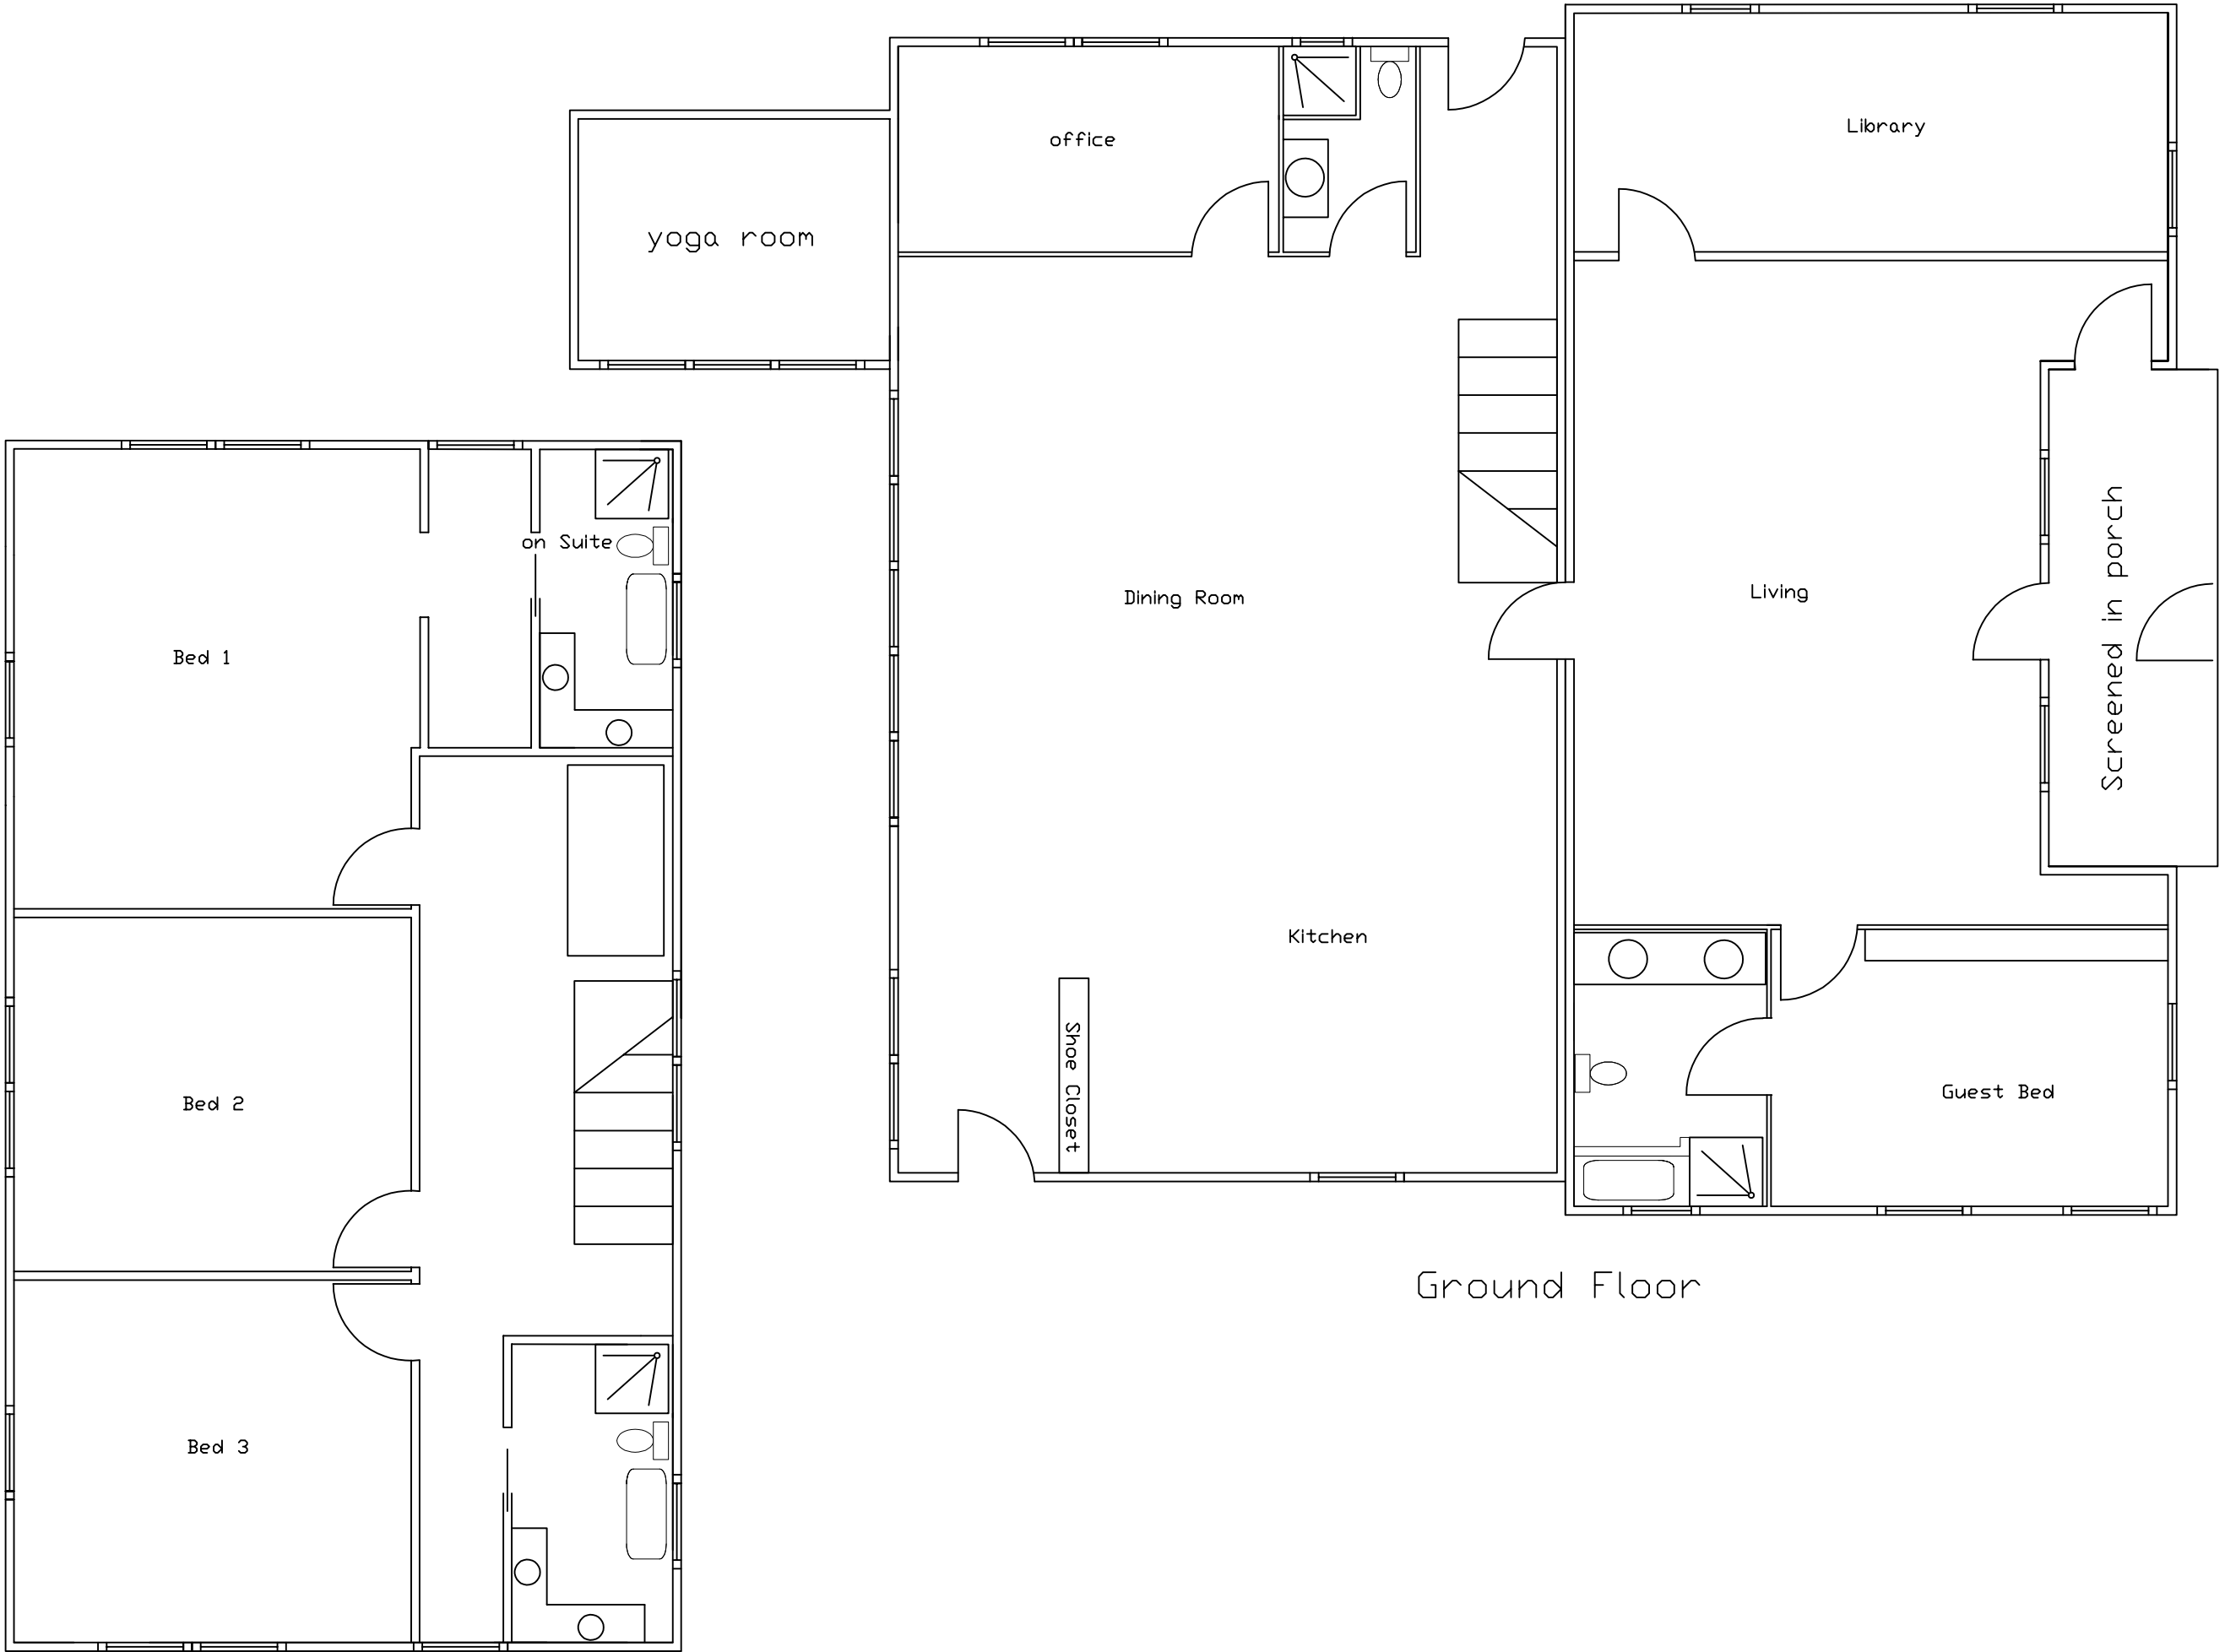 office
Library
yoga room
on Suite
Dining Room
Living
Screened in porch
Bed 1
Kitchen
Shoe Closet
Bed 2
Guest Bed
Ground Floor
Bed 3